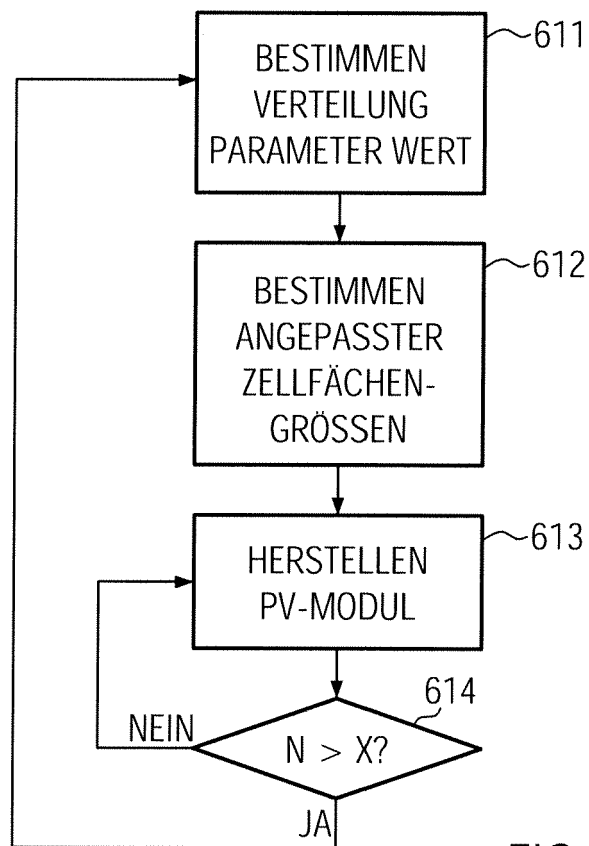 611
BESTIMMEN
VERTEILUNG
PARAMETER WERT
612
BESTIMMEN
ANGEPASSTER
ZELLFÄCHEN-
GRÖSSEN
613
HERSTELLEN
PV-MODUL
614
NEIN
N > X?
JA